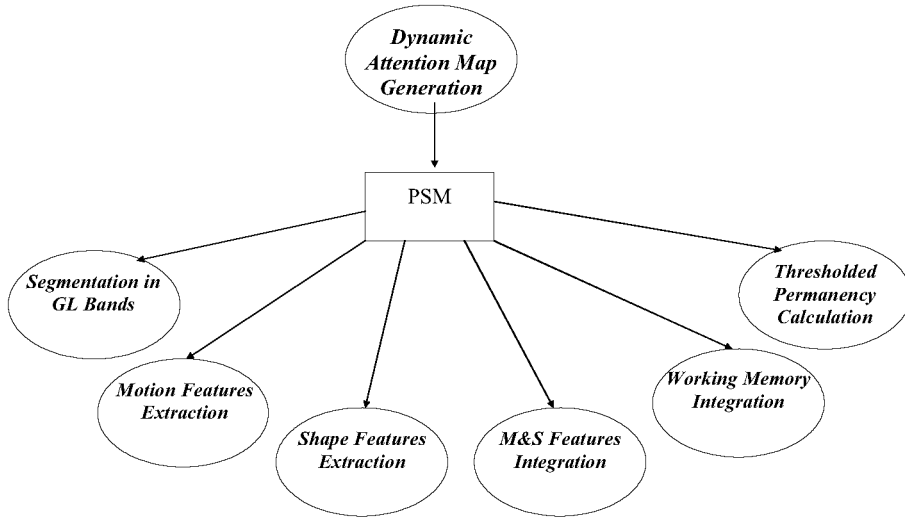 Dynamic
Attention Map
Generation
PSM
Segmentation in
GL Bands
Motion Features
Extraction
Shape Features
Extraction
M&S Features
Integration
Working Memory
Integration
Thresholded
Permanency
Calculation